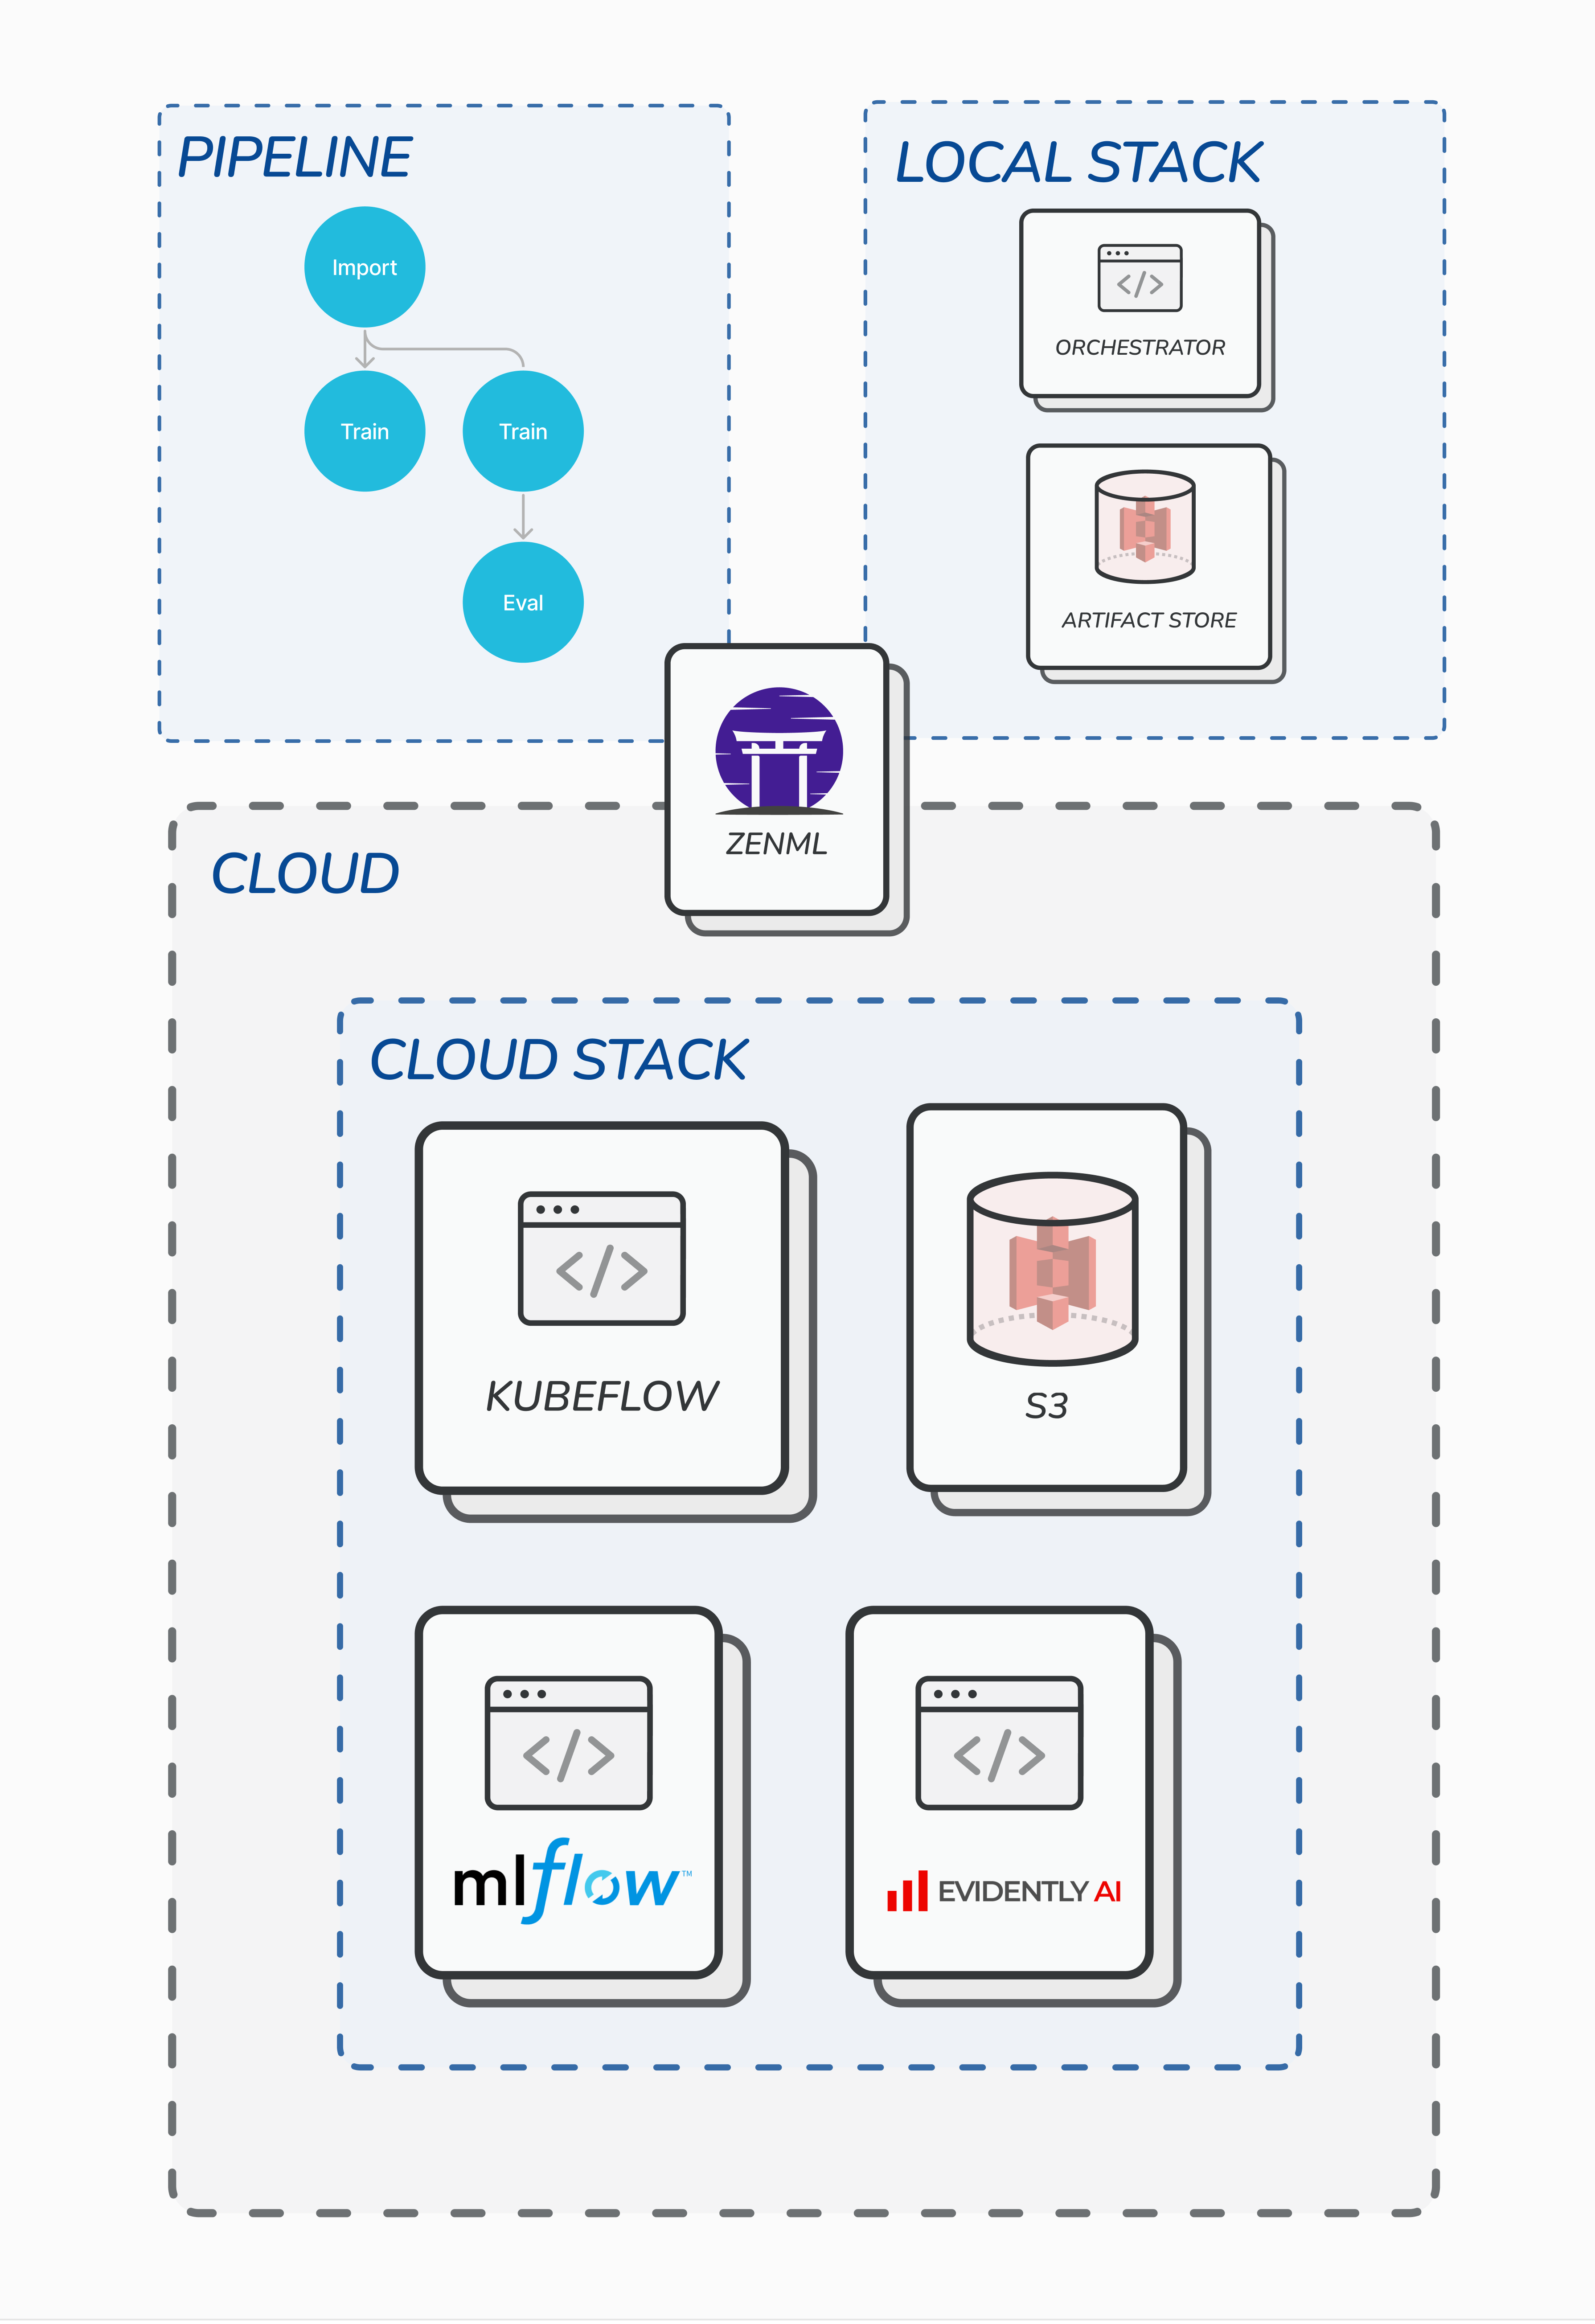 PIPELINE
Import
Train
Train
Eval
LOCAL STACK
</>
ORCHESTRATOR
ARTIFACT STORE
ZENML
CLOUD
CLOUD STACK
</>
KUBEFLOW
S3
</>
mlflow™
</>
EVIDENTLY AI